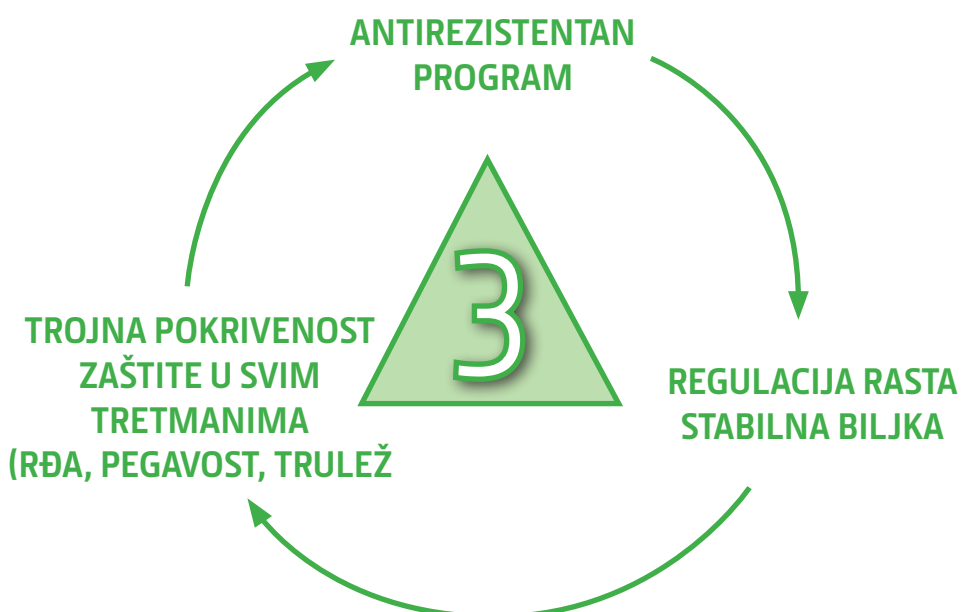 ANTIREZISTENTAN
PROGRAM
3
TROJNA POKRIVENOST
ZAŠTITE U SVIM
TRETMANIMA
(RĐA, PEGAVOST, TRULEŽ
REGULACIJA RASTA
STABILNA BILJKA